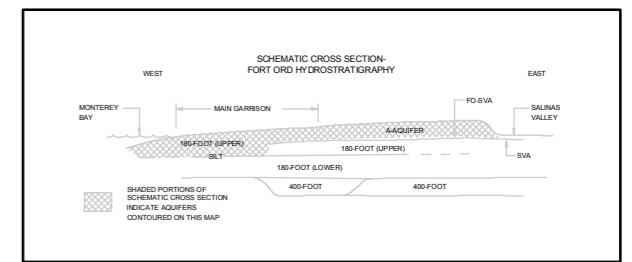 SCHEMATIC CROSS SECTION-
FORT ORD HYDROSTRATIGRAPHY
WEST
EAST
MONTEREY
BAY
MAIN GARRISON
FO-SVA
SALINAS
VALLEY
A-AQUIFER
180-FOOT (UPPER)
180-FOOT (UPPER)
SILT
SVA
180-FOOT (LOWER)
400-FOOT
400-FOOT
SHADED PORTIONS OF
SCHEMATIC CROSS SECTION
INDICATE AQUIFERS
CONTOURED ON THIS MAP